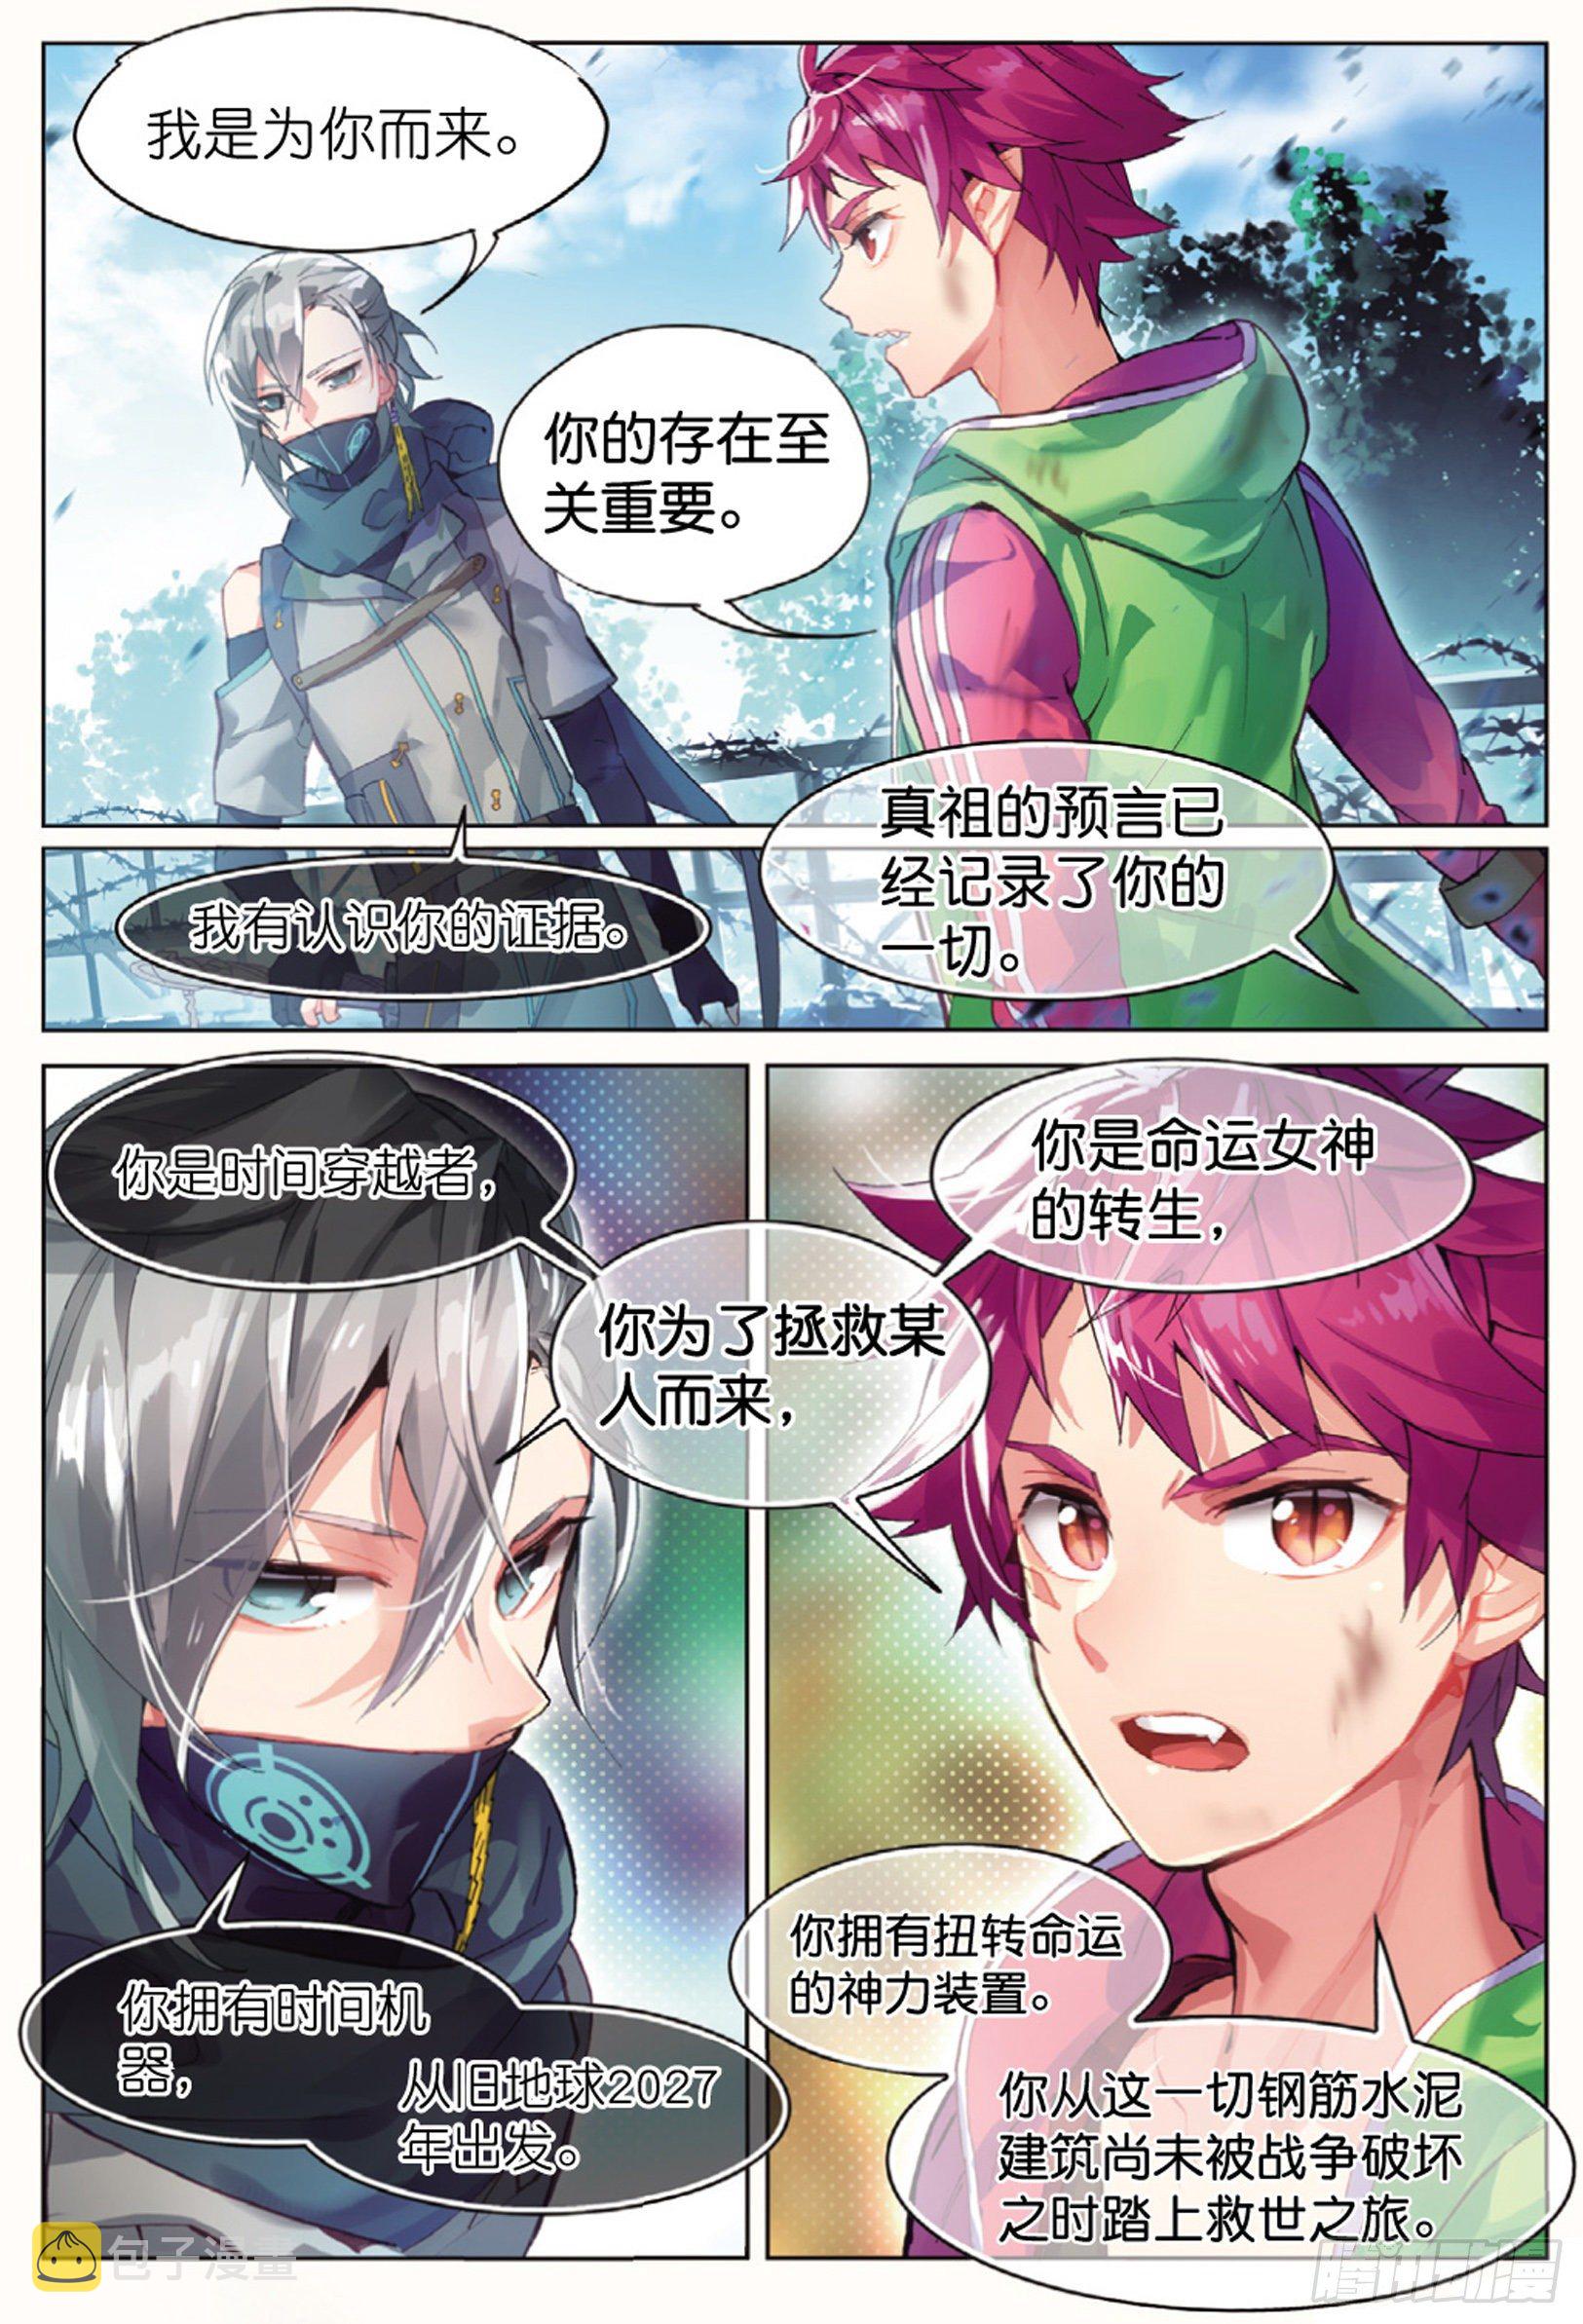 我是为你而来。
你的存在至
关重要。
真祖的预言已
经记录了你的
一切。
我有认识你的证据。
你是时间穿越者，
你是命运女神
的转生，
你为了拯救某
人而来，
你拥有时间机
器，
从旧地球2027
年出发。
你拥有扭转命运
的神力装置。
你从这一切钢筋水泥
建筑尚未被战争破坏
之时踏上救世之旅。
包子漫畫
腾讯动漫